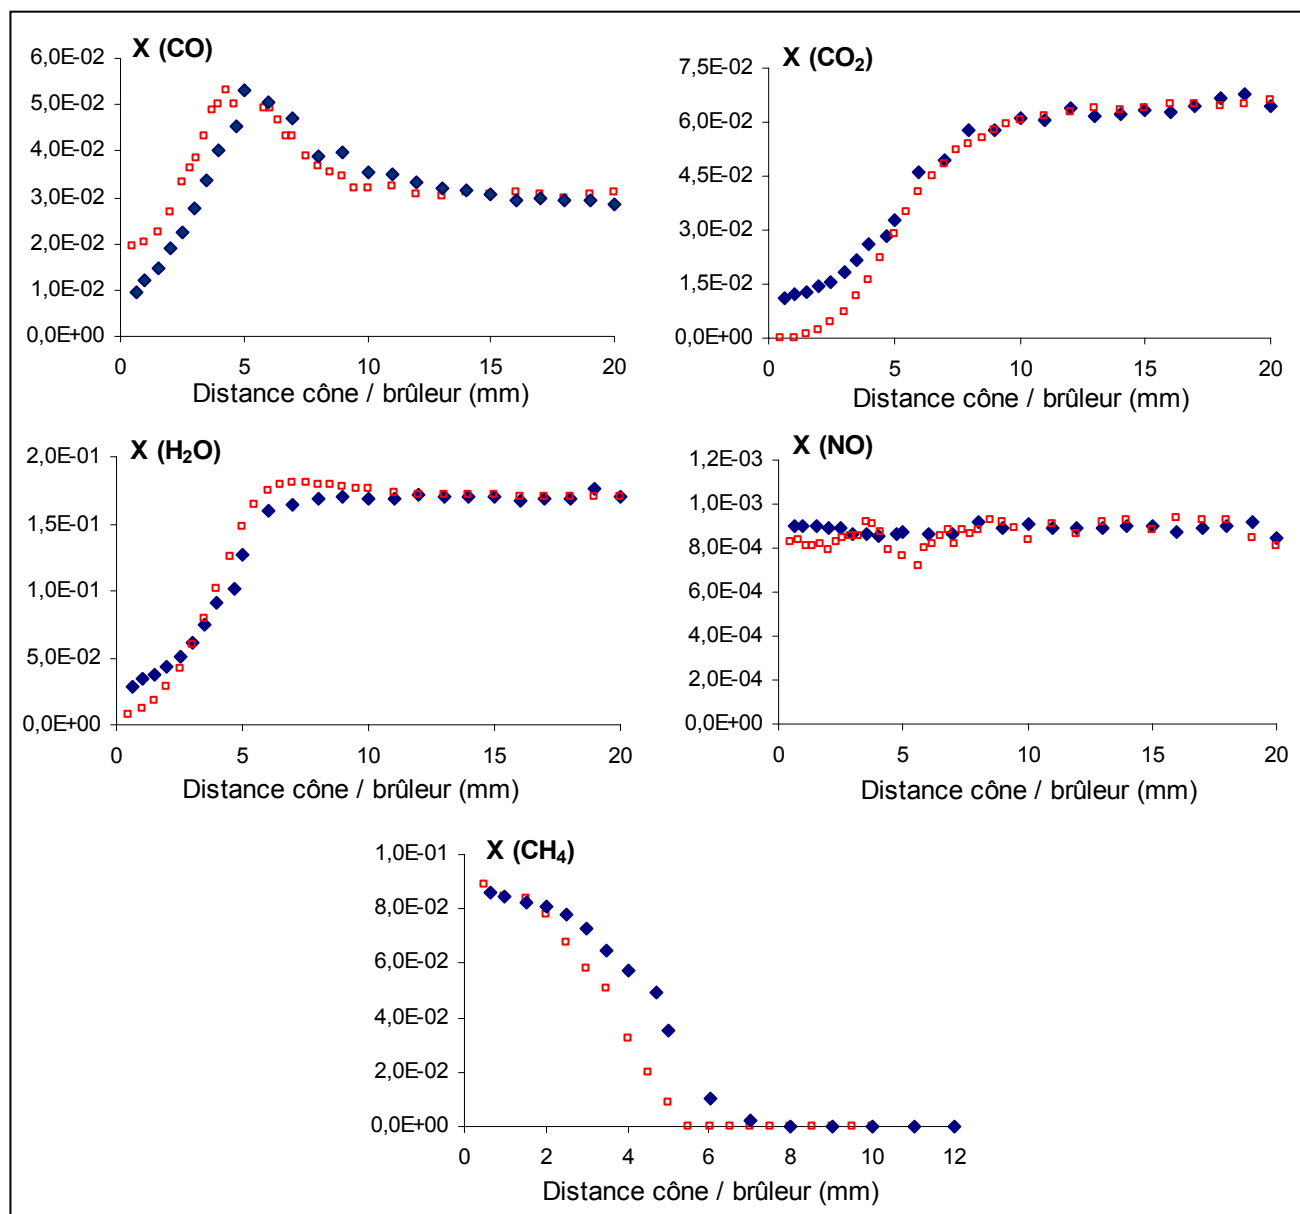 X (CO)
6,0E-02
5,0E-02
4,0E-02
3,0E-02
2,0E-02
1,0E-02
0,0E+00
0 5 10 15 20
Distance cône / brûleur (mm)
X (CO₂)
7,5E-02
6,0E-02
4,5E-02
3,0E-02
1,5E-02
0,0E+00
0 5 10 15 20
Distance cône / brûleur (mm)
X (H₂O)
2,0E-01
1,5E-01
1,0E-01
5,0E-02
0,0E+00
0 5 10 15 20
Distance cône / brûleur (mm)
X (NO)
1,2E-03
1,0E-03
8,0E-04
6,0E-04
4,0E-04
2,0E-04
0,0E+00
0 5 10 15 20
Distance cône / brûleur (mm)
X (CH₄)
1,0E-01
8,0E-02
6,0E-02
4,0E-02
2,0E-02
0,0E+00
0 2 4 6 8 10 12
Distance cône / brûleur (mm)